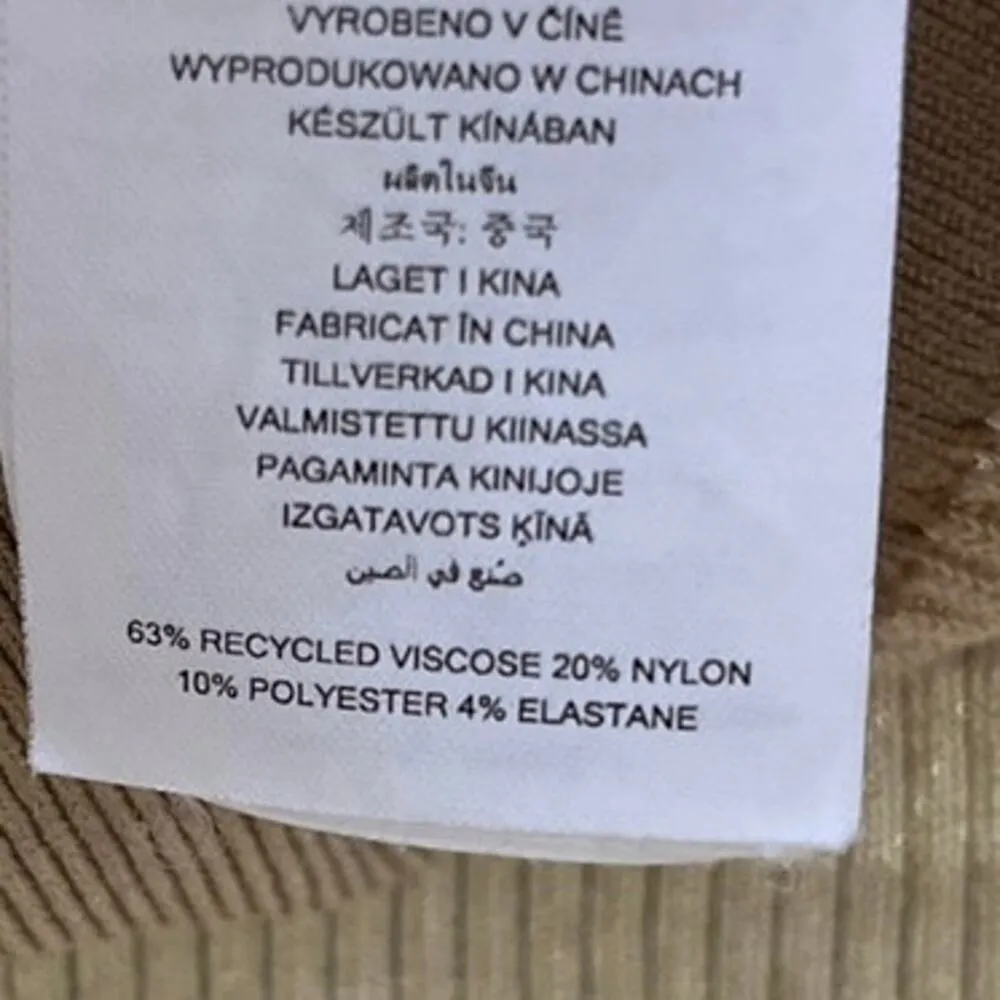 VYROBENO V ČÍNĚ
WYPRODUKOWANO W CHINACH
KÉSZÜLT KÍNÁBAN
ผลิตในจีน
제조국: 중국
LAGET I KINA
FABRICAT ÎN CHINA
TILLVERKAD I KINA
VALMISTETTU KIINASSA
PAGAMINTA KINIJOJE
IZGATAVOTS ĶĪNĀ
صُنع في الصين
63% RECYCLED VISCOSE 20% NYLON
10% POLYESTER 4% ELASTANE